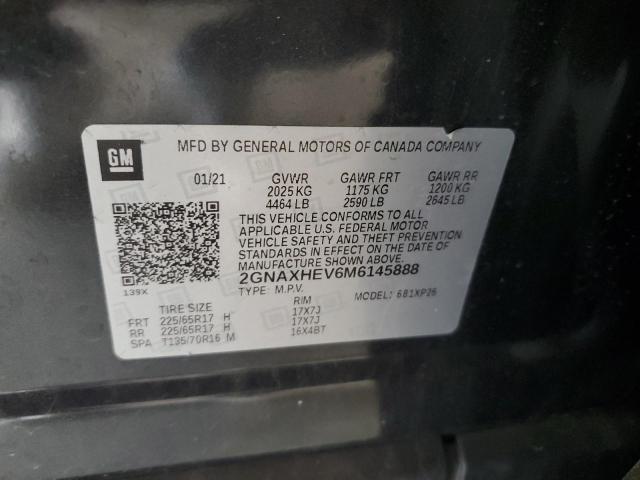 GM
MFD BY GENERAL MOTORS OF CANADA COMPANY
01/21 GVWR GAWR FRT GAWR RR
2025 KG 1175 KG 1200 KG
4464 LB 2590 LB 2645 LB
THIS VEHICLE CONFORMS TO ALL
APPLICABLE U.S. FEDERAL MOTOR
VEHICLE SAFETY AND THEFT PREVENTION
STANDARDS IN EFFECT ON THE DATE OF
MANUFACTURE SHOWN ABOVE.
139X 2GNAXHEV6M6145888
TYPE: M.P.V. MODEL: 6B1XP26
TIRE SIZE RIM
FRT 225/65R17 H 17X7J
RR 225/65R17 H 17X7J
SPA T135/70R16 M 16X4BT